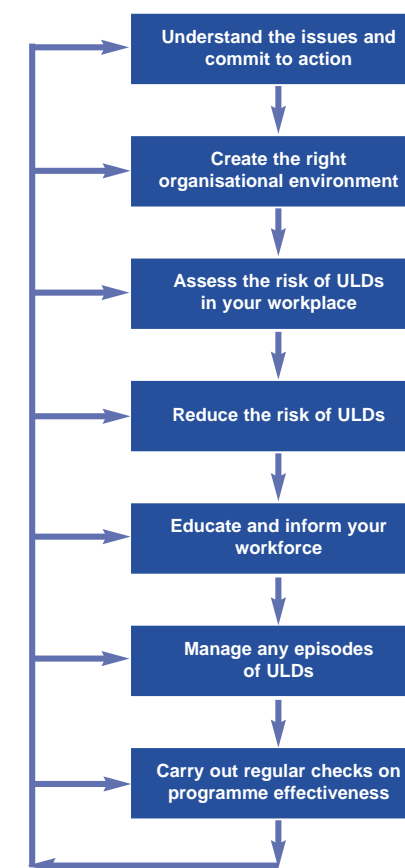 Understand the issues and
commit to action
Create the right
organisational environment
Assess the risk of ULDs
in your workplace
Reduce the risk of ULDs
Educate and inform your
workforce
Manage any episodes
of ULDs
Carry out regular checks on
programme effectiveness